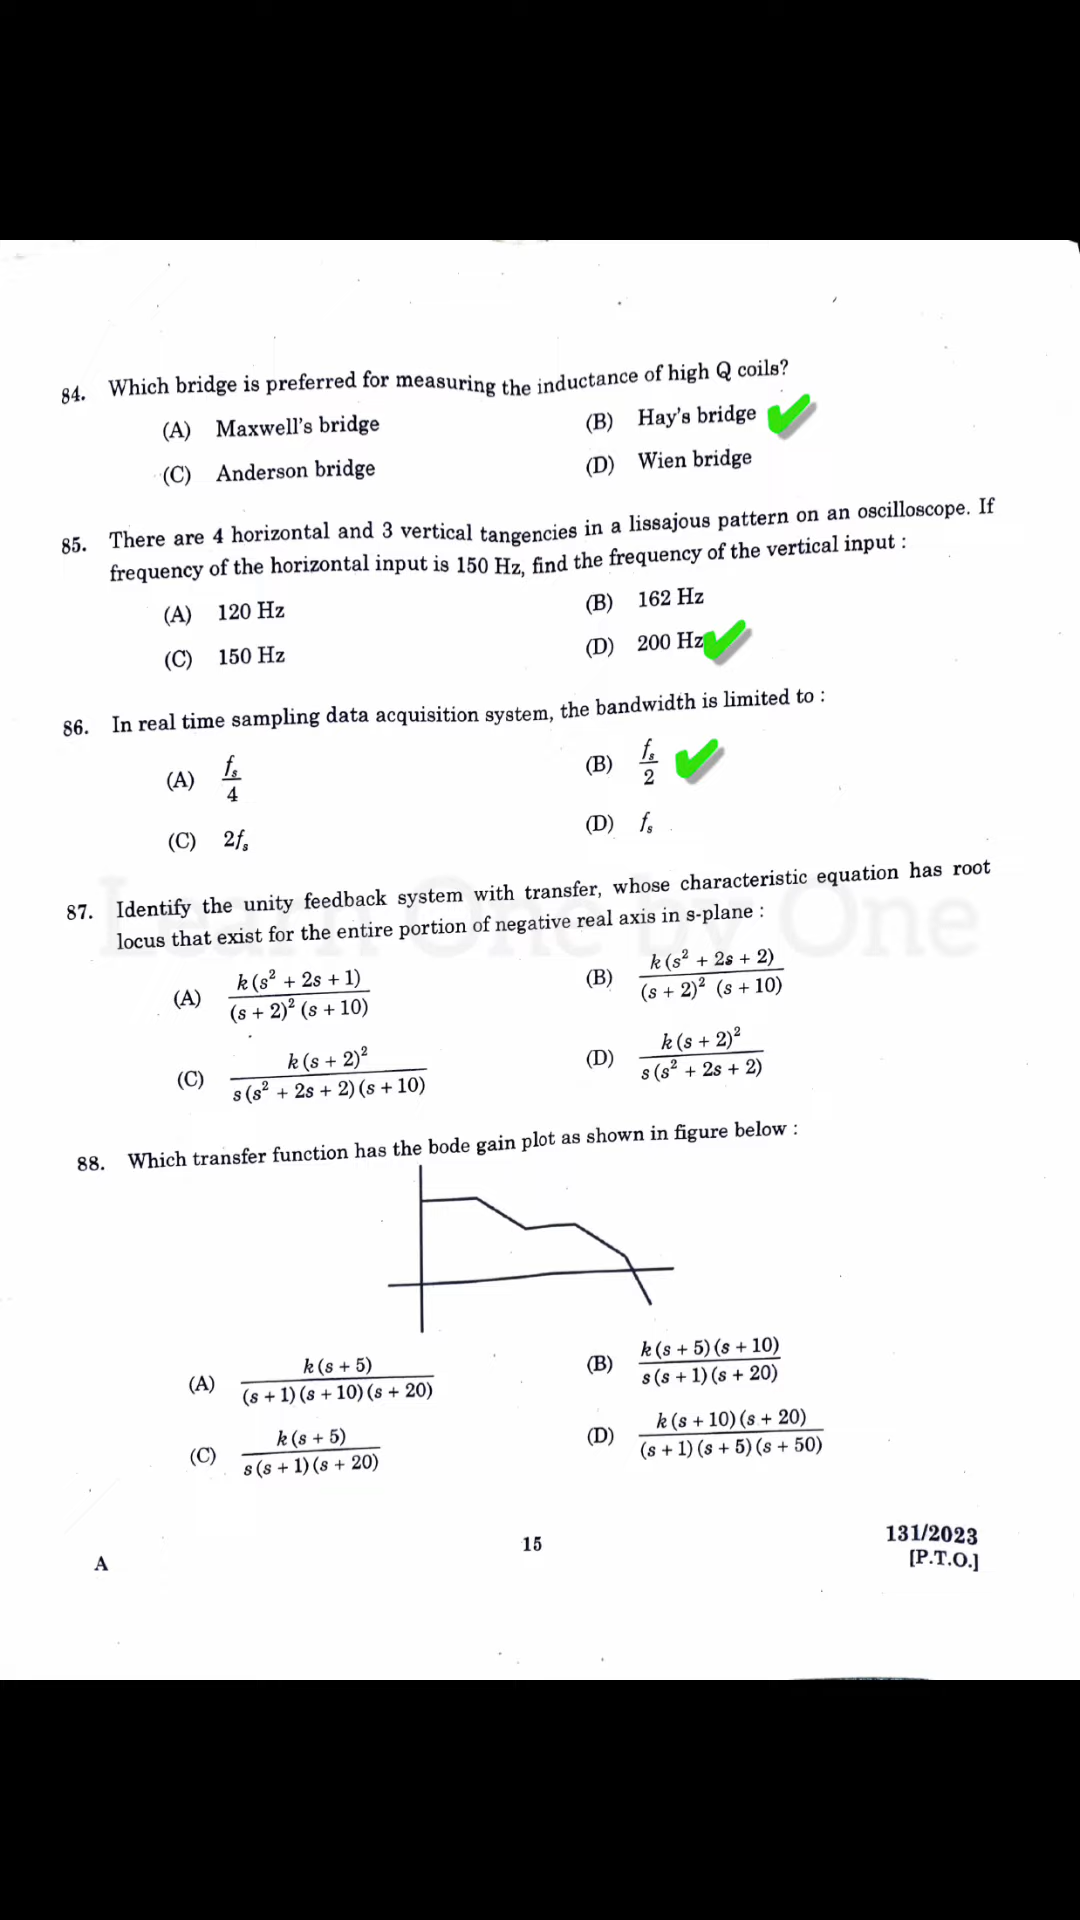 84. Which bridge is preferred for measuring the inductance of high Q coils?
(A) Maxwell's bridge (B) Hay's bridge
(C) Anderson bridge (D) Wien bridge
85. There are 4 horizontal and 3 vertical tangencies in a lissajous pattern on an oscilloscope. If
frequency of the horizontal input is 150 Hz, find the frequency of the vertical input :
(A) 120 Hz (B) 162 Hz
(C) 150 Hz (D) 200 Hz
86. In real time sampling data acquisition system, the bandwidth is limited to :
(A) fₛ/4 (B) fₛ/2
(C) 2fₛ (D) fₛ
Learn One by One
87. Identify the unity feedback system with transfer, whose characteristic equation has root
locus that exist for the entire portion of negative real axis in s-plane :
(A) k(s² + 2s + 1)/(s + 2)² (s + 10) (B) k(s² + 2s + 2)/(s + 2)² (s + 10)
(C) k(s + 2)²/s(s² + 2s + 2)(s + 10) (D) k(s + 2)²/s(s² + 2s + 2)
88. Which transfer function has the bode gain plot as shown in figure below :
(A) k(s + 5)/(s + 1)(s + 10)(s + 20) (B) k(s + 5)(s + 10)/s(s + 1)(s + 20)
(C) k(s + 5)/s(s + 1)(s + 20) (D) k(s + 10)(s + 20)/(s + 1)(s + 5)(s + 50)
15
131/2023
A
[P.T.O.]